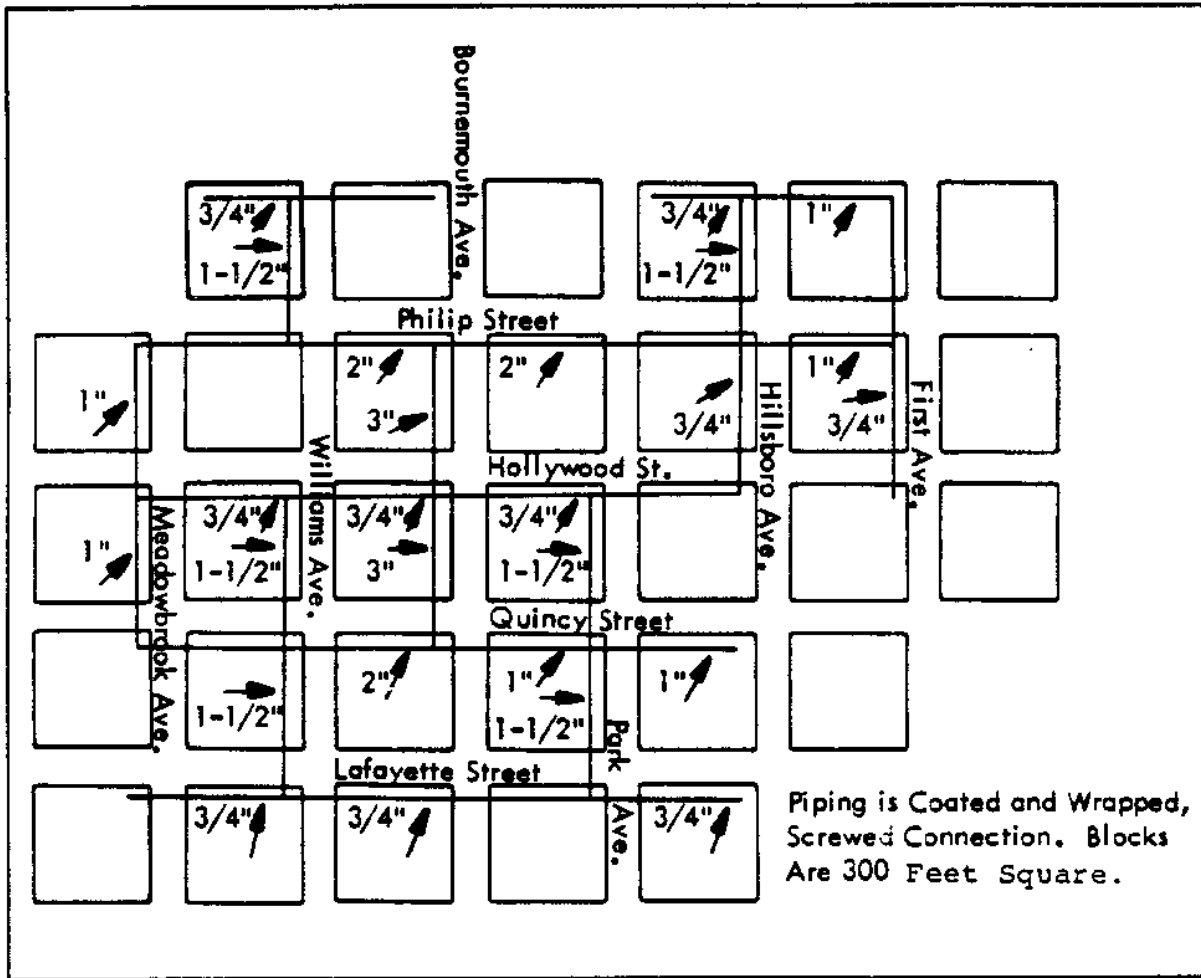 Bournemouth Ave.
3/4"
1-1/2"
3/4"
1-1/2"
1"
Philip Street
1"
2"
3"
2"
3/4"
Hillsboro Ave.
1"
3/4"
First Ave.
Williams Ave.
Hollywood St.
1"
Meadowbrook Ave.
3/4"
1-1/2"
3/4"
3"
3/4"
1-1/2"
Quincy Street
1-1/2"
2"
1"
1-1/2"
Park Ave.
1"
Lafayette Street
3/4"
3/4"
3/4"
Piping is Coated and Wrapped,
Screwed Connection. Blocks
Are 300 Feet Square.